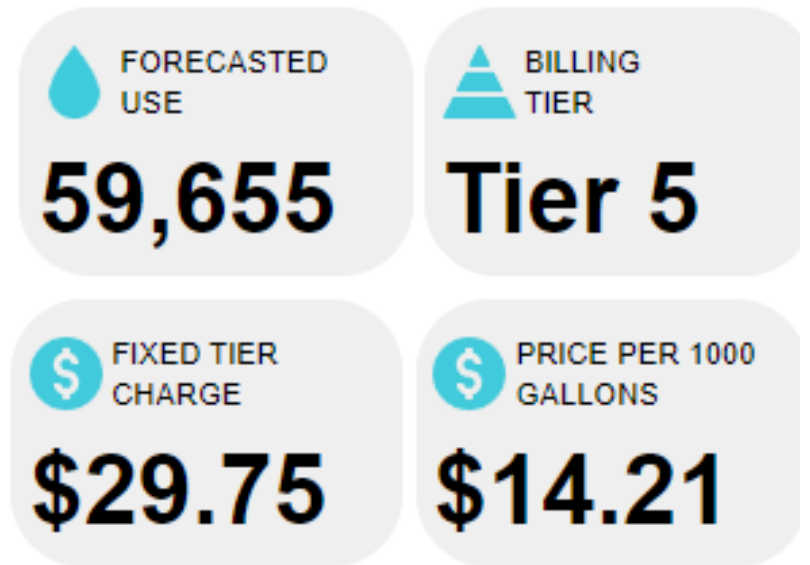 FORECASTED
USE
59,655
BILLING
TIER
Tier 5
FIXED TIER
CHARGE
$29.75
PRICE PER 1000
GALLONS
$14.21